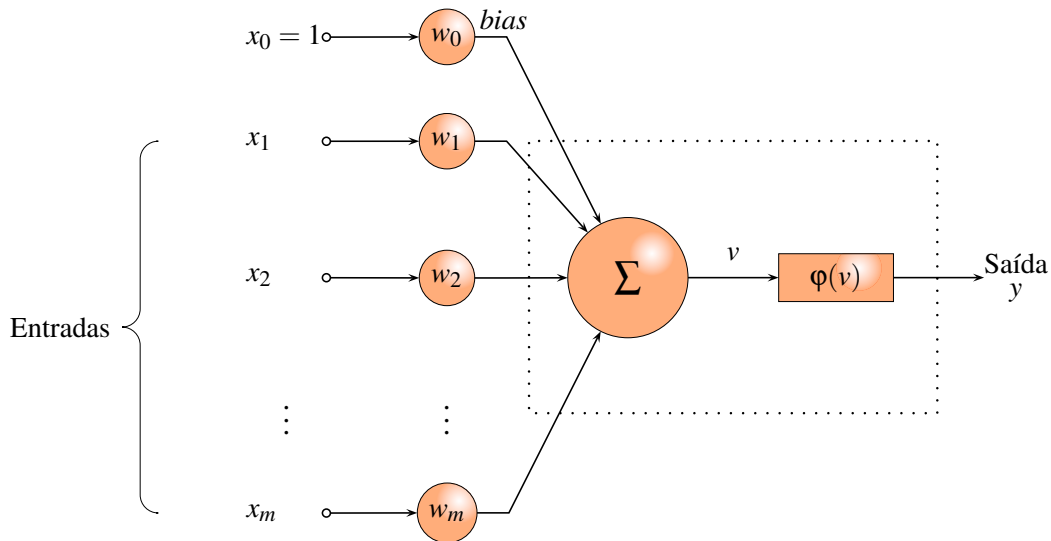 x₀ = 1 w₀ bias
x₁ w₁
x₂ w₂ Σ v φ(v) Saída
y
Entradas
⋮ ⋮
xₘ wₘ